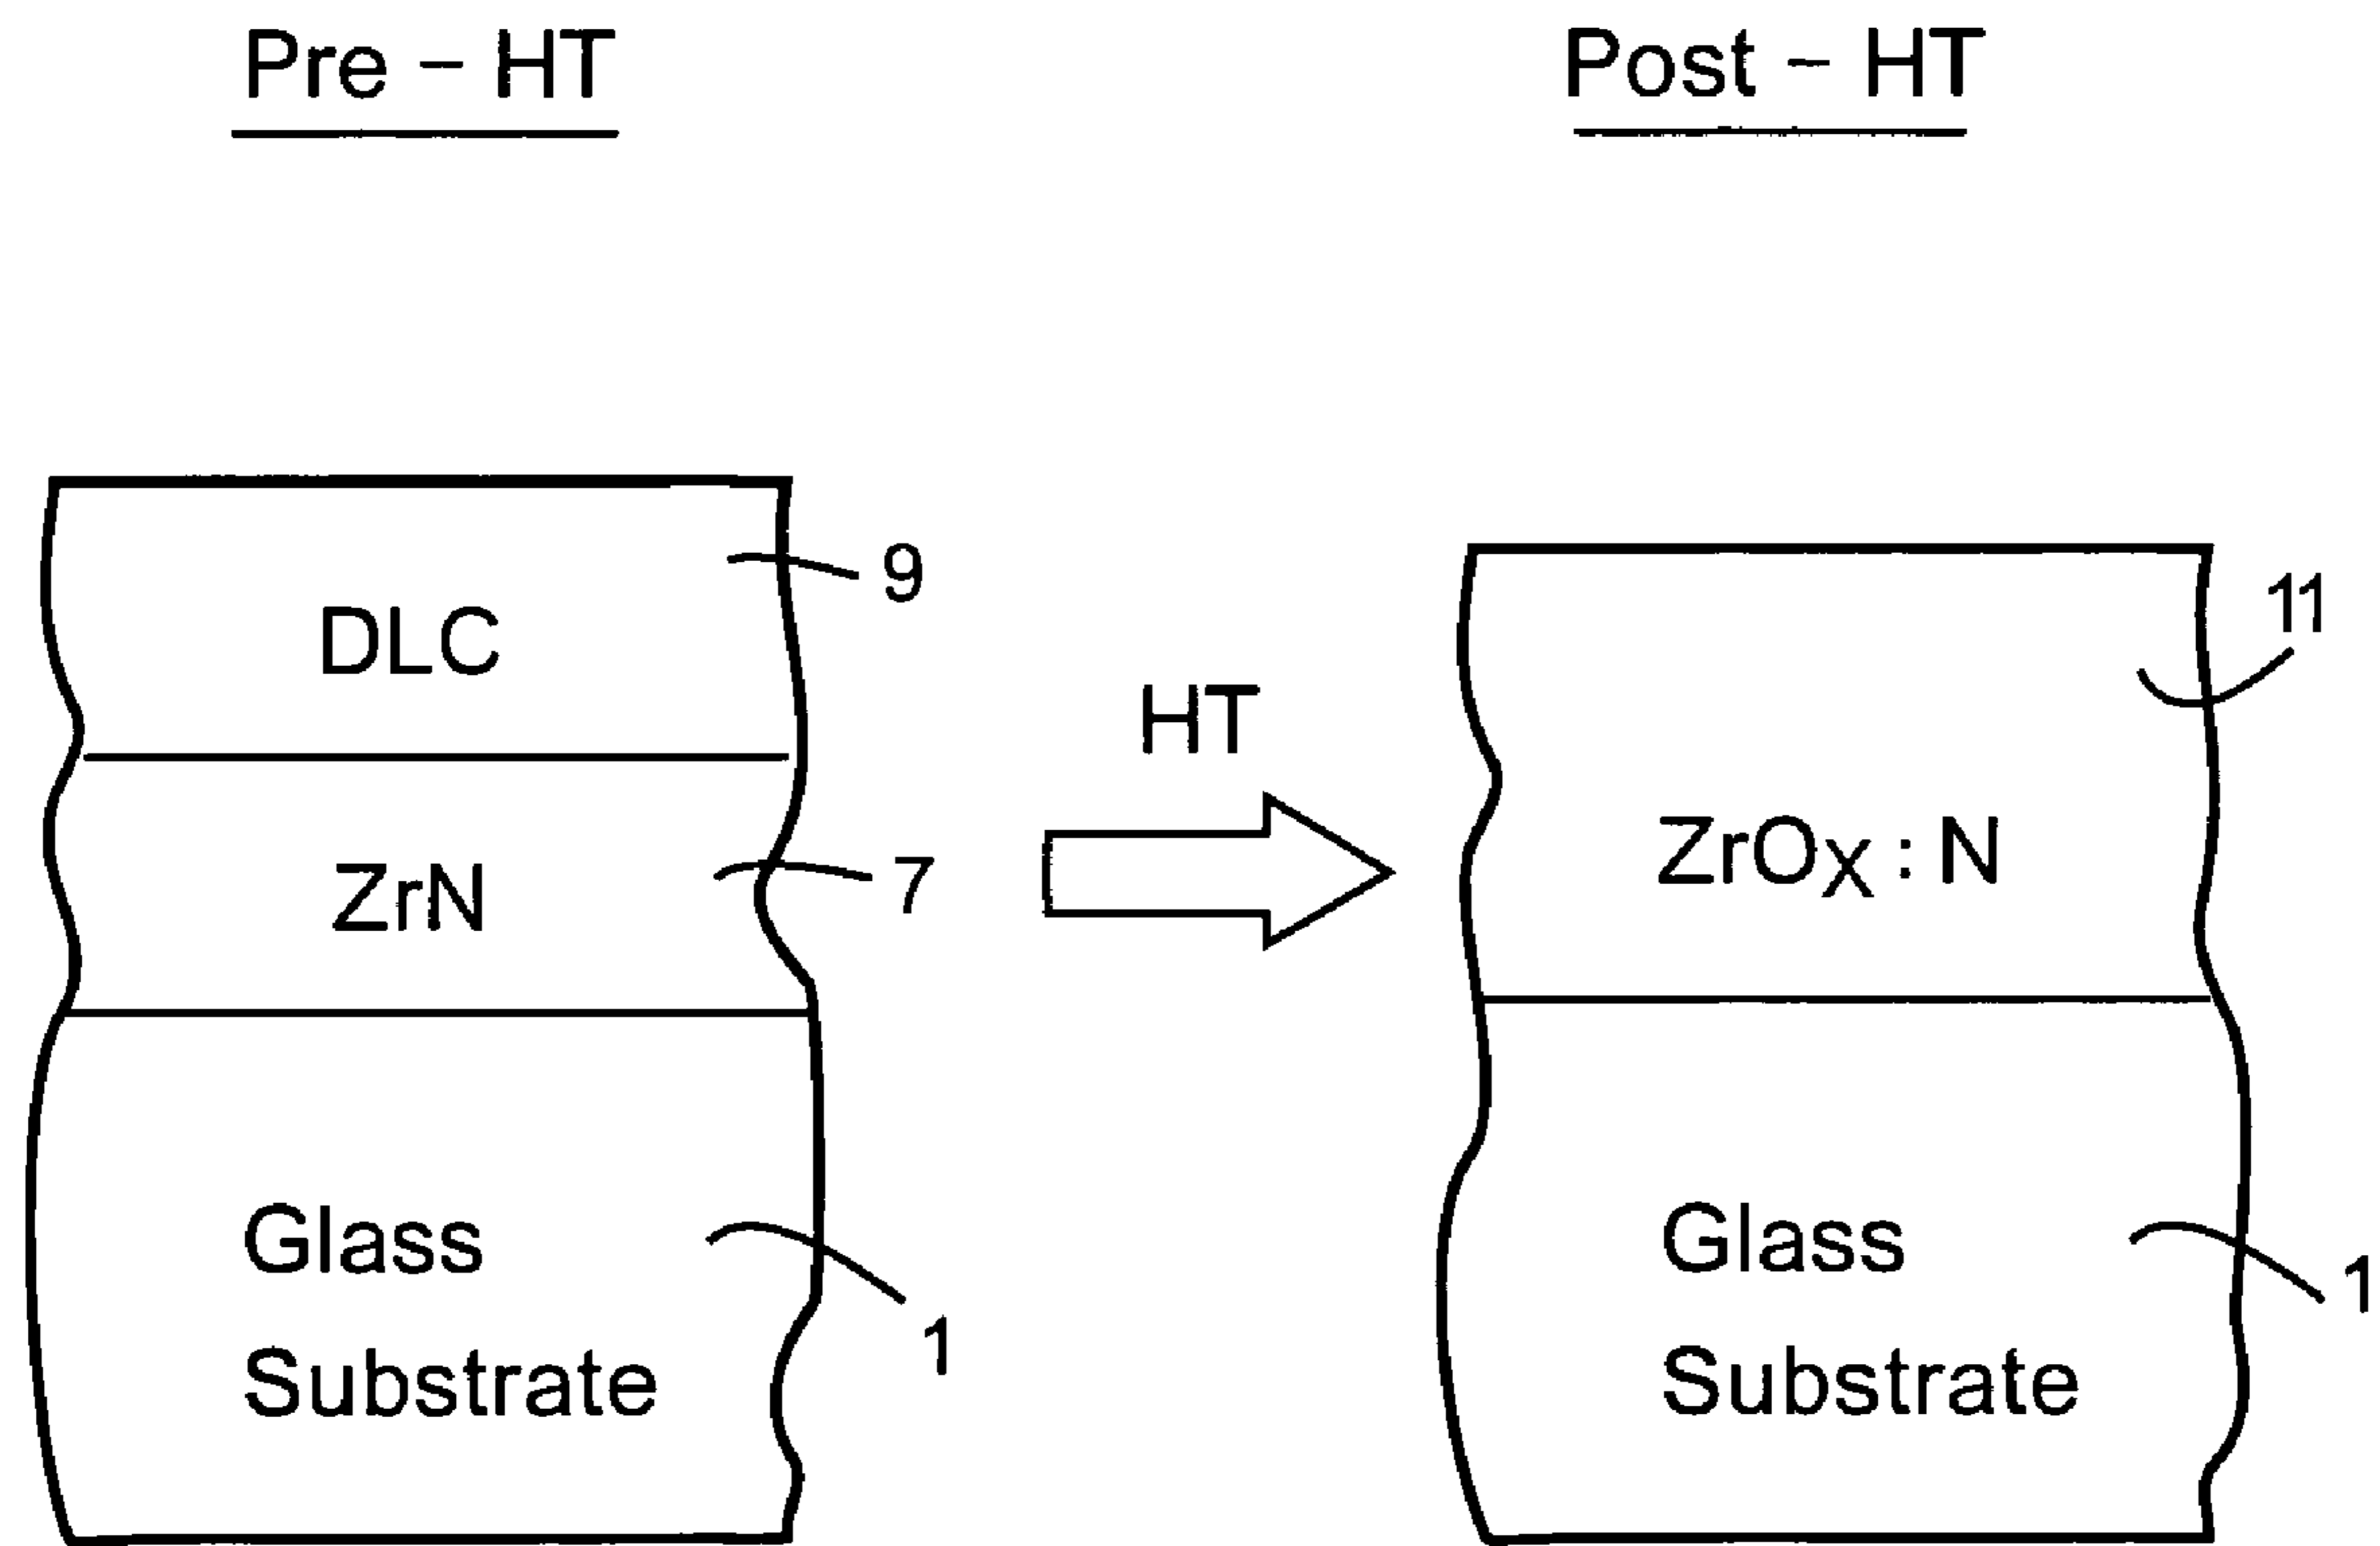 Pre – HT
Post – HT
DLC
9
ZrN
7
Glass
Substrate
1
HT
11
ZrOX : N
Glass
Substrate
1